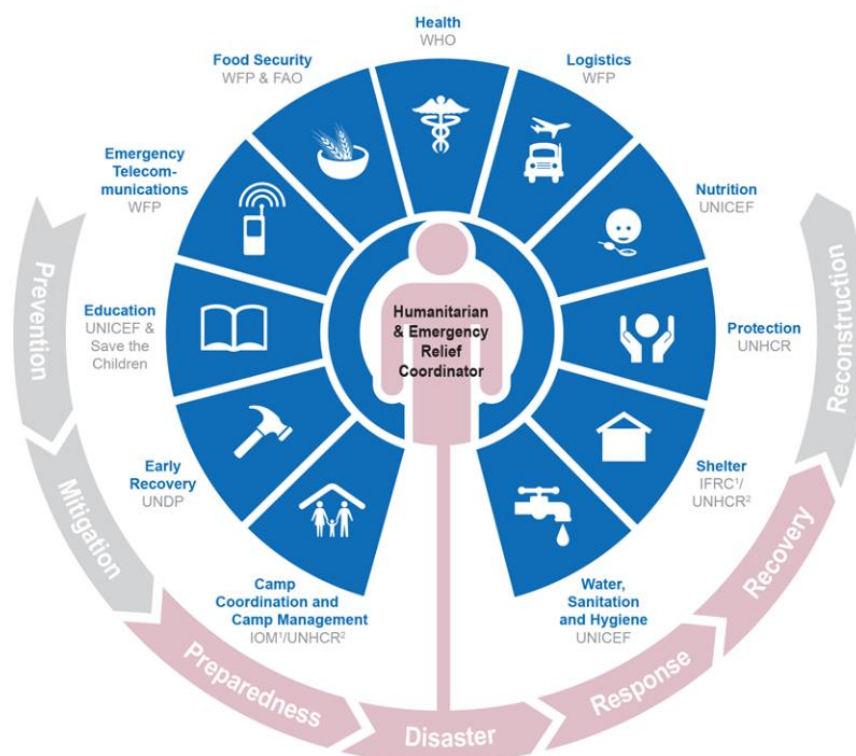 Health
WHO
Food Security
WFP & FAO
Logistics
WFP
Emergency
Telecom-
munications
WFP
Nutrition
UNICEF
Education
UNICEF &
Save the
Children
Humanitarian
& Emergency
Relief
Coordinator
Protection
UNHCR
Early
Recovery
UNDP
Shelter
IFRC¹/
UNHCR²
Camp
Coordination and
Camp Management
IOM¹/UNHCR²
Water,
Sanitation
and Hygiene
UNICEF
Prevention
Mitigation
Preparedness
Disaster
Response
Recovery
Reconstruction